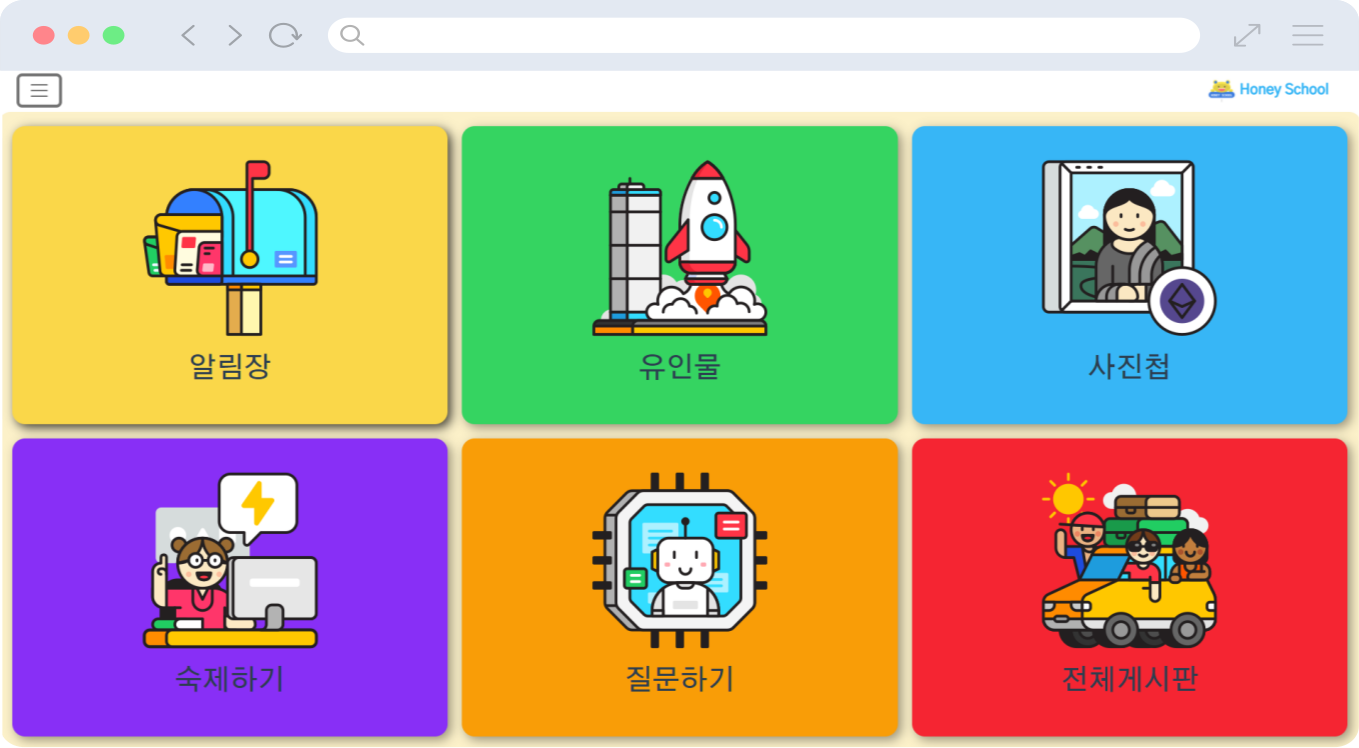 Honey School
알림장
유인물
사진첩
숙제하기
질문하기
전체게시판